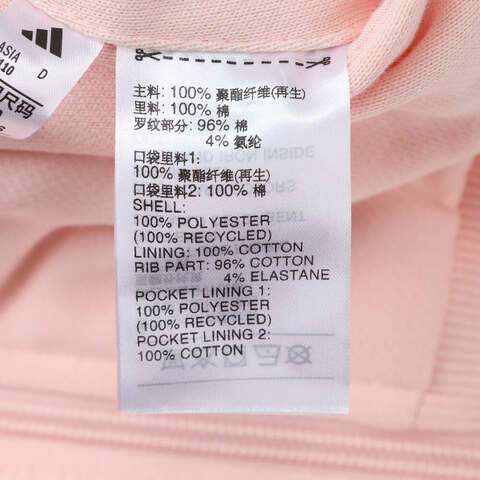 ASIA
110
D
尺码
主料: 100% 聚酯纤维(再生)
里料: 100% 棉
罗纹部分: 96% 棉
4% 氨纶
口袋里料1:
100% 聚酯纤维(再生)
口袋里料2: 100% 棉
SHELL:
100% POLYESTER
(100% RECYCLED)
LINING: 100% COTTON
RIB PART: 96% COTTON
4% ELASTANE
POCKET LINING 1:
100% POLYESTER
(100% RECYCLED)
POCKET LINING 2:
100% COTTON